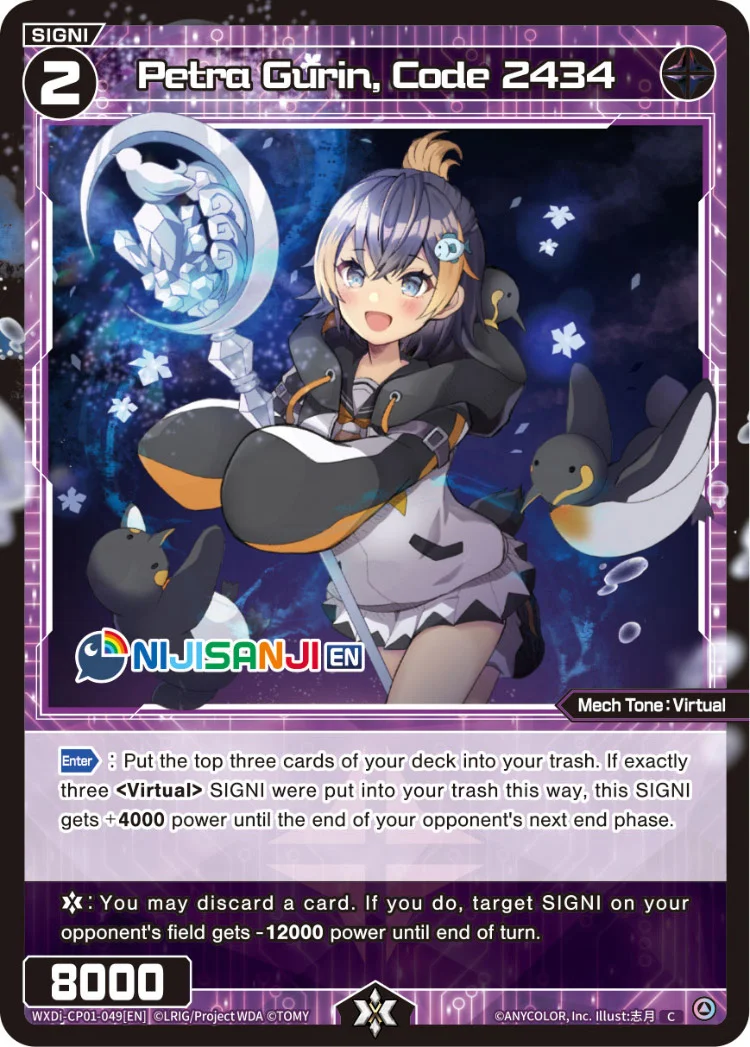 SIGNI
2
Petra Gurin, Code 2434
NIJISANJI EN
Mech Tone:Virtual
Enter : Put the top three cards of your deck into your trash. If exactly
three <Virtual> SIGNI were put into your trash this way, this SIGNI
gets +4000 power until the end of your opponent's next end phase.
: You may discard a card. If you do, target SIGNI on your
opponent's field gets -12000 power until end of turn.
8000
WXDi-CP01-049[EN] ©LRIG/Project WDA ©TOMY
©ANYCOLOR, Inc. Illust:志月 C